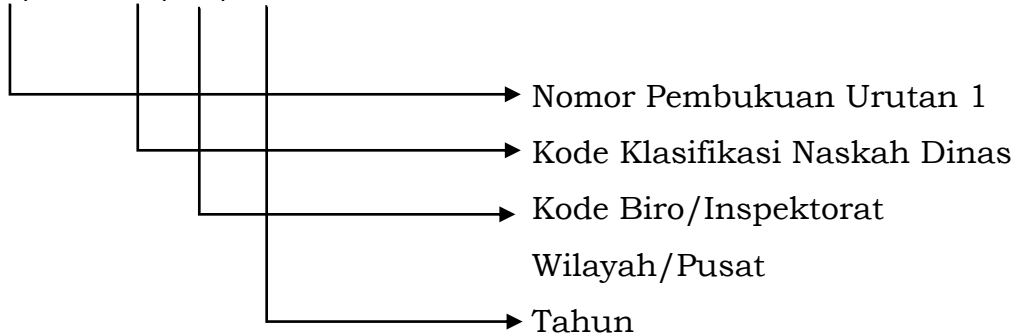 Nomor Pembukuan Urutan 1
Kode Klasifikasi Naskah Dinas
Kode Biro/Inspektorat
Wilayah/Pusat
Tahun